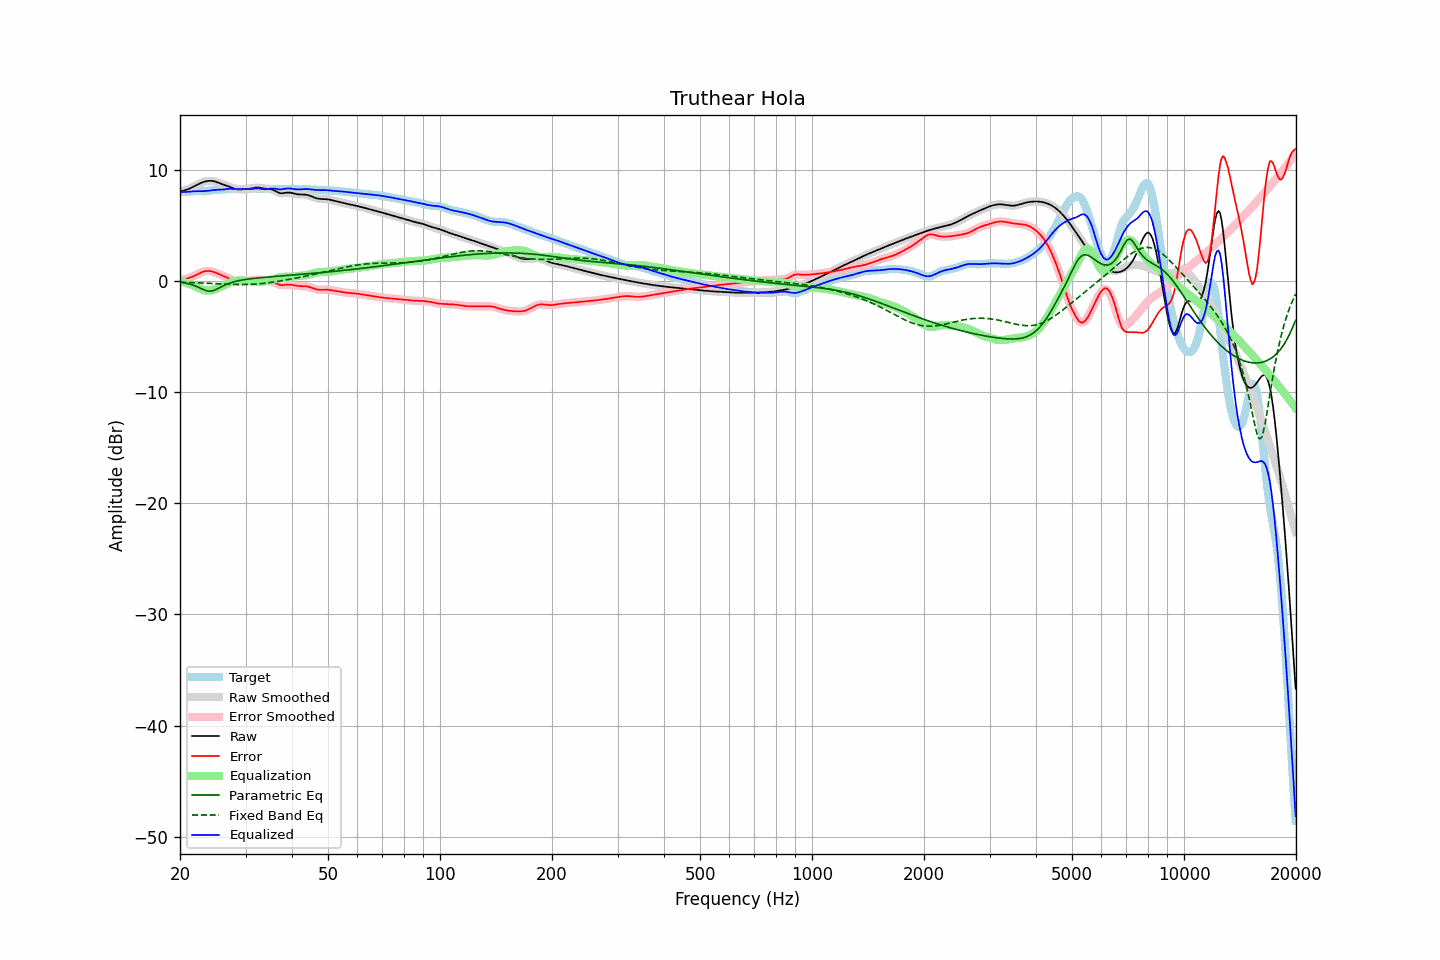 Truthear Hola
10
0
−10
−20
−30
−40
−50
Amplitude (dBr)
Target
Raw Smoothed
Error Smoothed
Raw
Error
Equalization
Parametric Eq
Fixed Band Eq
Equalized
20
50
100
200
500
1000
2000
5000
10000
20000
Frequency (Hz)